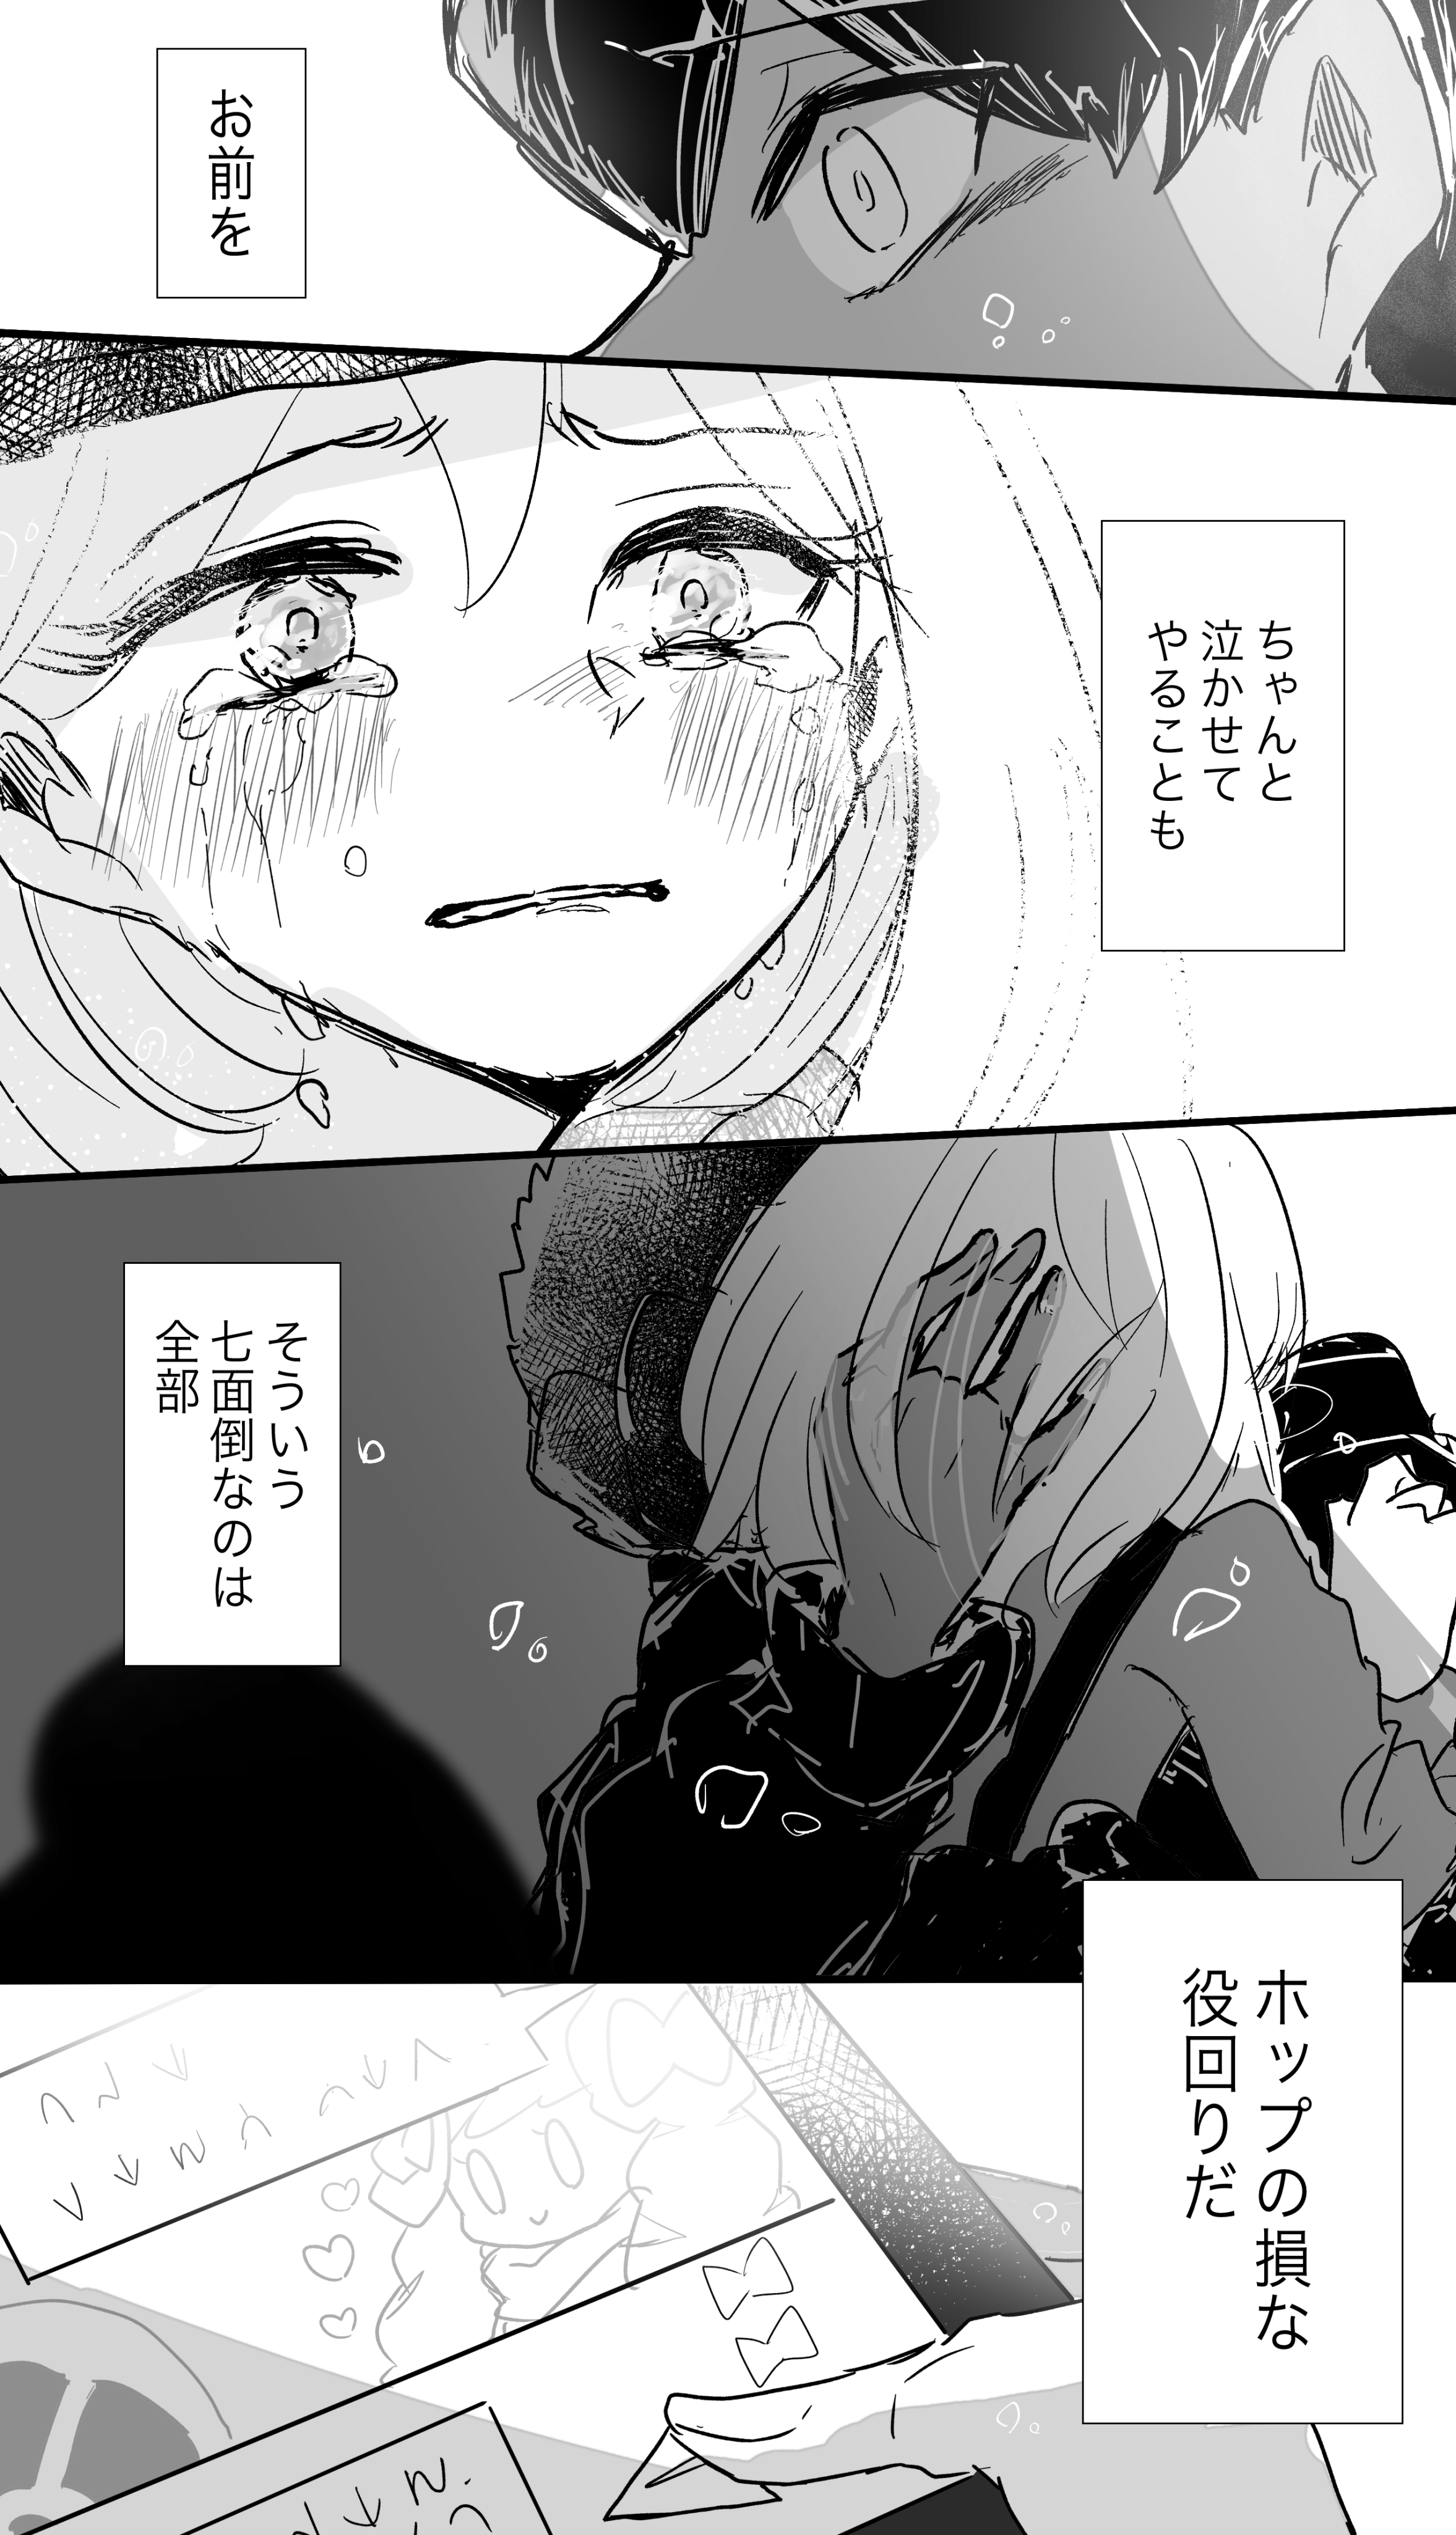 お前を
ちゃんと
泣かせて
やることも
そういう
七面倒なのは
全部
ホップの損な
役回りだ